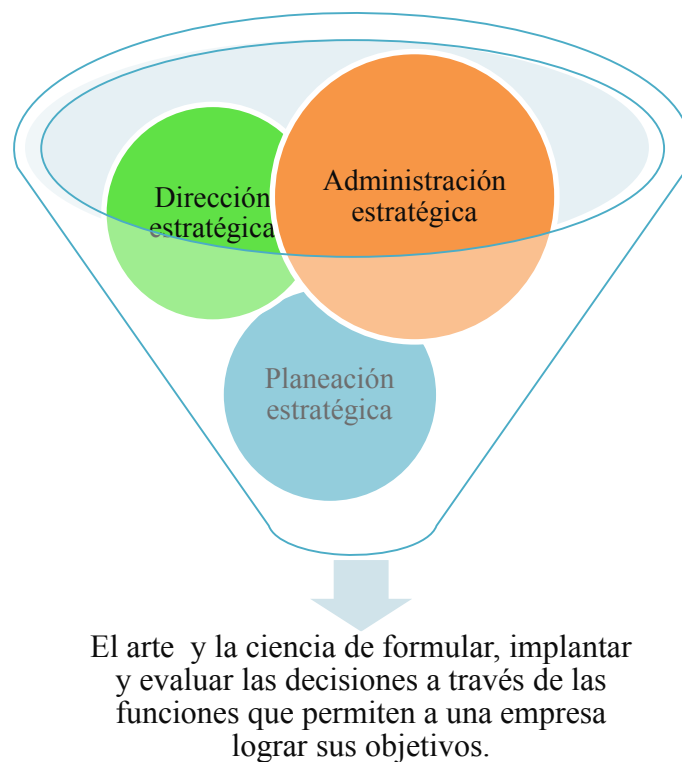 Dirección
estratégica
Administración
estratégica
Planeación
estratégica
El arte  y la ciencia de formular, implantar
y evaluar las decisiones a través de las
funciones que permiten a una empresa
lograr sus objetivos.